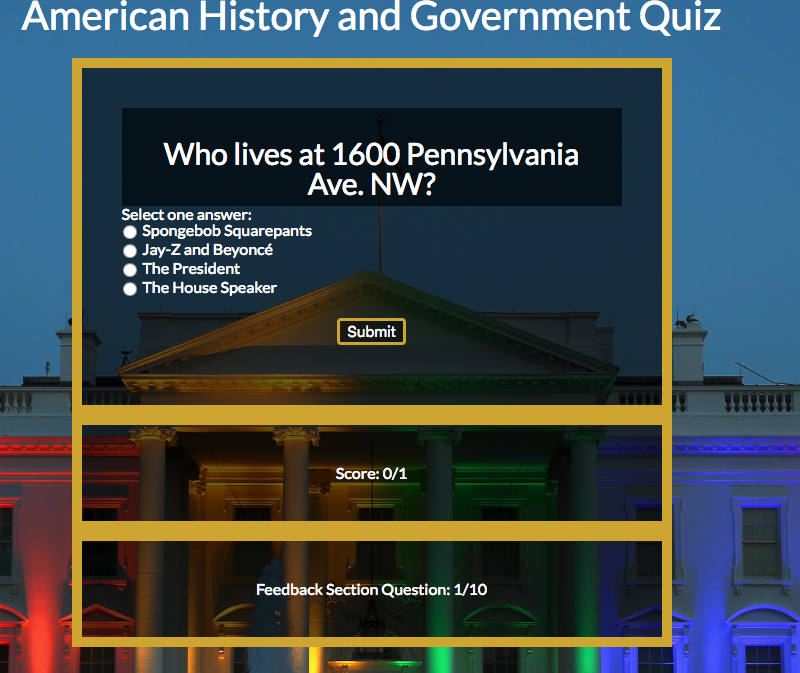 American History and Government Quiz
Who lives at 1600 Pennsylvania
Ave. NW?
Select one answer:
Spongebob Squarepants
Jay-Z and Beyoncé
The President
The House Speaker
Submit
Score: 0/1
Feedback Section Question: 1/10